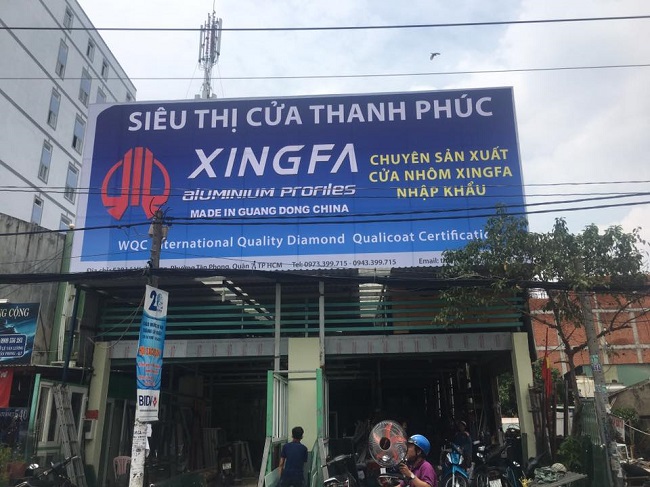 SIÊU THỊ CỬA THANH PHÚC
XINGFA
aLUMINIUM PROFILES
MADE IN GUANG DONG CHINA
CHUYÊN SẢN XUẤT
CỬA NHÔM XINGFA
NHẬP KHẨU
WQC International Quality Diamond Qualicoat Certification
Phường Tân Phong, Quận 7, TP HCM Tel: 0973.399.715 - 0943.399.715 Email:
BIDV